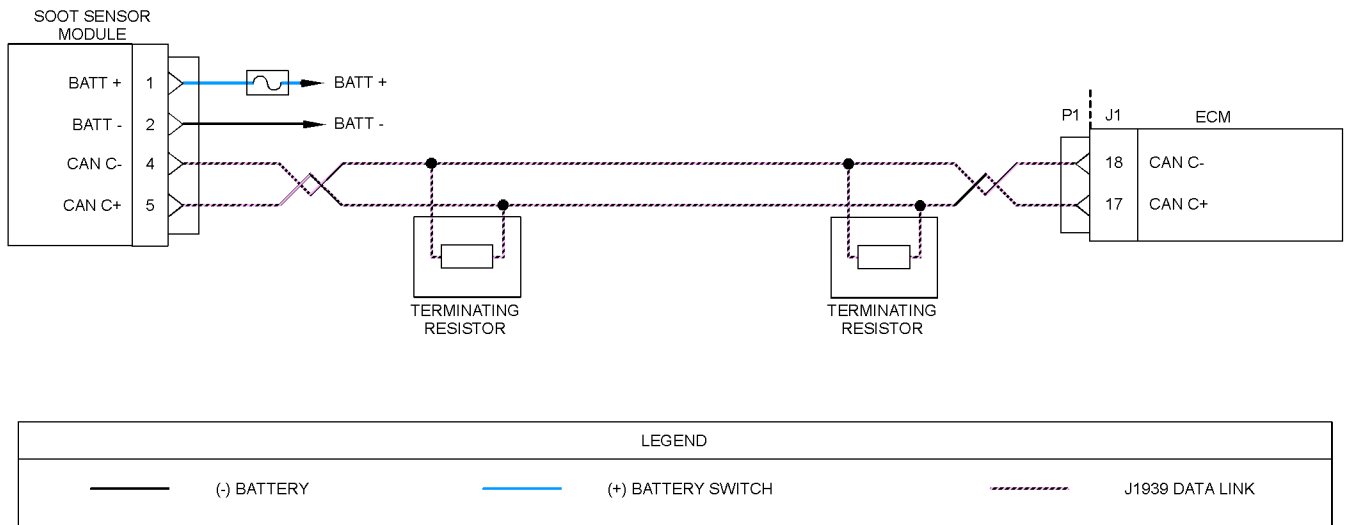 SOOT SENSOR
MODULE
BATT + 1 BATT +
BATT - 2 BATT -
CAN C- 4
CAN C+ 5
P1 J1 ECM
18 CAN C-
17 CAN C+
TERMINATING
RESISTOR
TERMINATING
RESISTOR
LEGEND
(-) BATTERY (+) BATTERY SWITCH J1939 DATA LINK